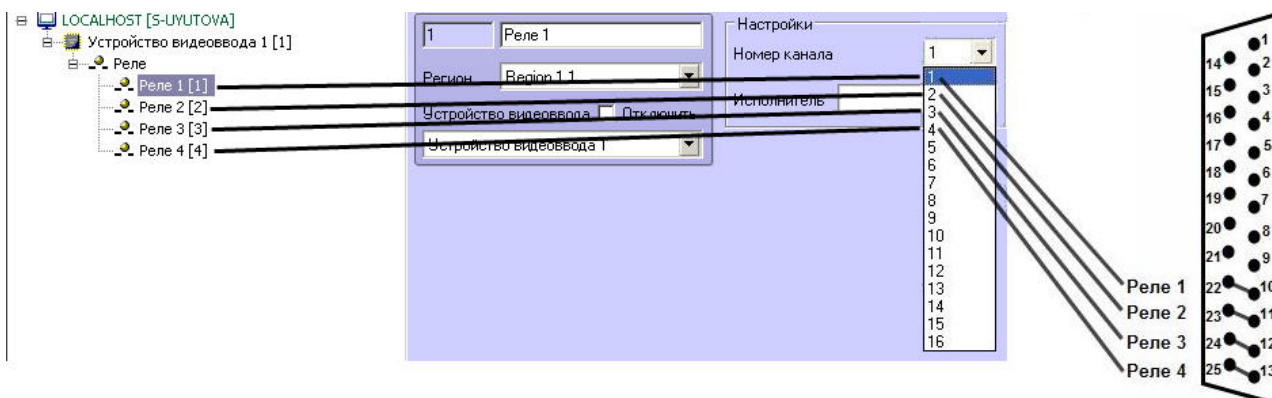 LOCALHOST [S-UYUTOVA]
Устройство видеоввода 1 [1]
Реле
Реле 1 [1]
Реле 2 [2]
Реле 3 [3]
Реле 4 [4]
1 Реле 1
Регион Region 1.1
Устройство видеоввода Отключить
Устройство видеоввода 1
Настройки
Номер канала 1
Исполнитель
1
2
3
4
5
6
7
8
9
10
11
12
13
14
15
16
Реле 1
Реле 2
Реле 3
Реле 4
1
14 2
15 3
16 4
17 5
18 6
19 7
20 8
21 9
22 10
23 11
24 12
25 13